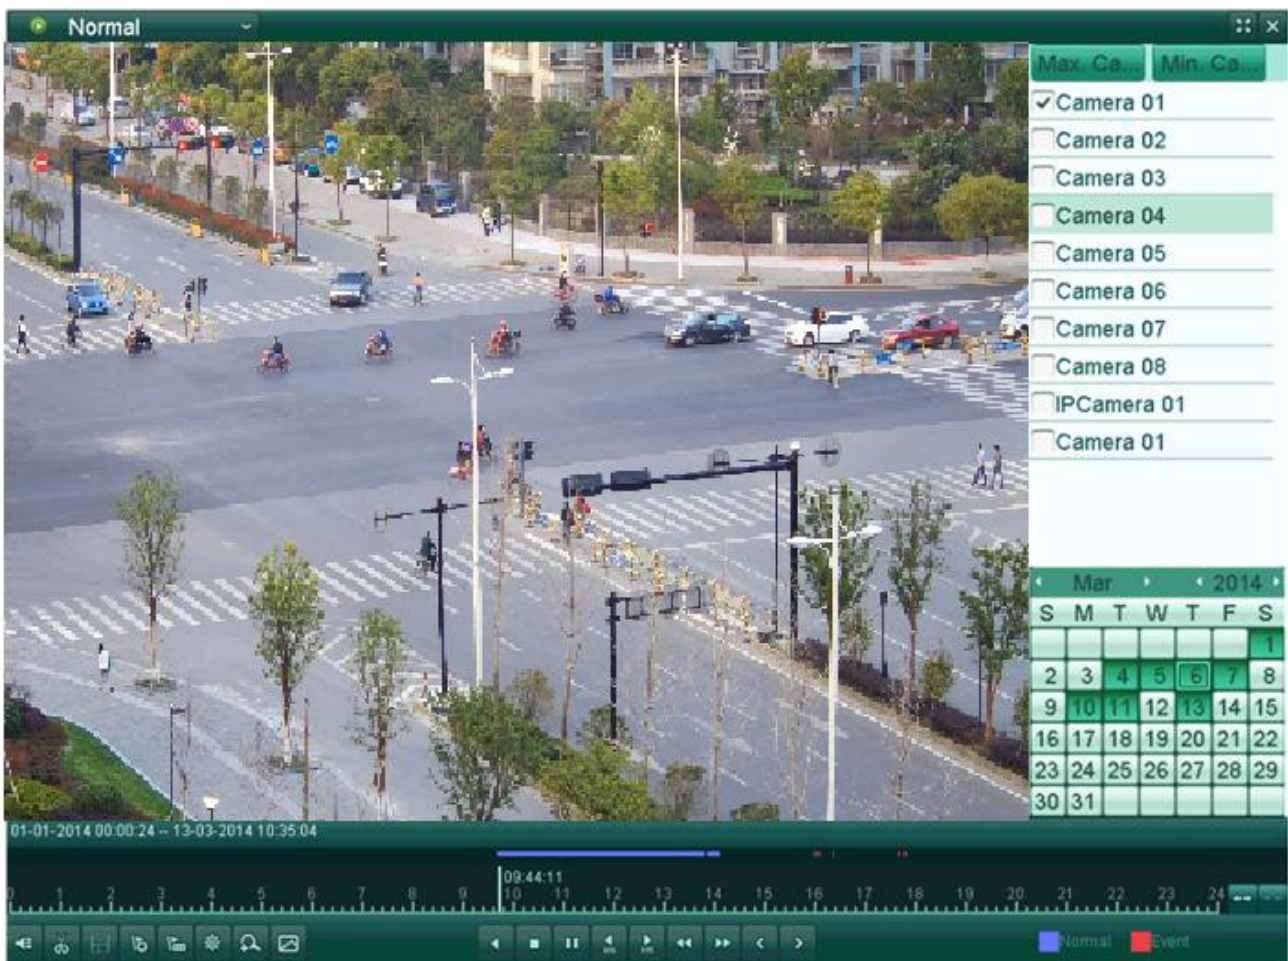 Normal
Max. Ca... Min. Ca...
Camera 01
Camera 02
Camera 03
Camera 04
Camera 05
Camera 06
Camera 07
Camera 08
IPCamera 01
Camera 01
Mar 2014
S M T W T F S
1
2 3 4 5 6 7 8
9 10 11 12 13 14 15
16 17 18 19 20 21 22
23 24 25 26 27 28 29
30 31
01-01-2014 00:00:24 -- 13-03-2014 10:35:04
09:44:11
0 1 2 3 4 5 6 7 8 9 10 11 12 13 14 15 16 17 18 19 20 21 22 23 24
Normal Event